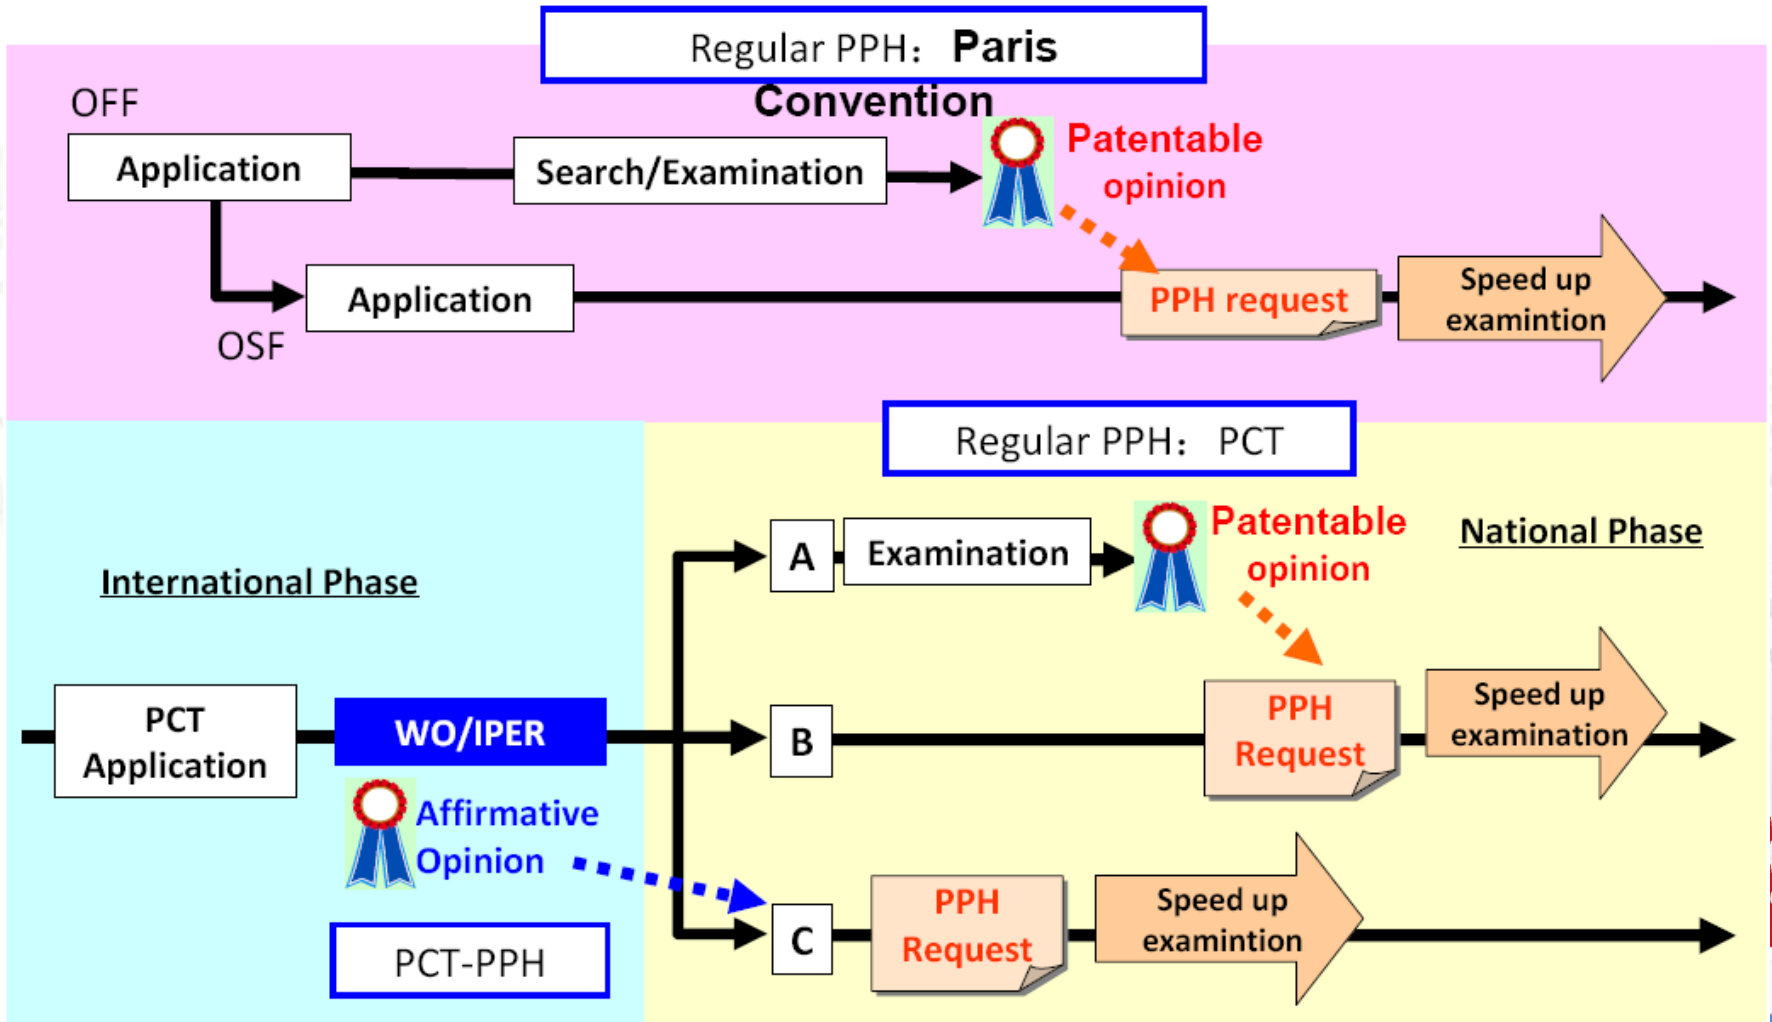 Regular PPH: Paris
Convention
OFF
Application
Search/Examination
Patentable
opinion
Application
OSF
PPH request
Speed up
examintion
Regular PPH: PCT
International Phase
National Phase
A
Examination
Patentable
opinion
PCT
Application
WO/IPER
B
PPH
Request
Speed up
examination
Affirmative
Opinion
C
PPH
Request
Speed up
examintion
PCT-PPH